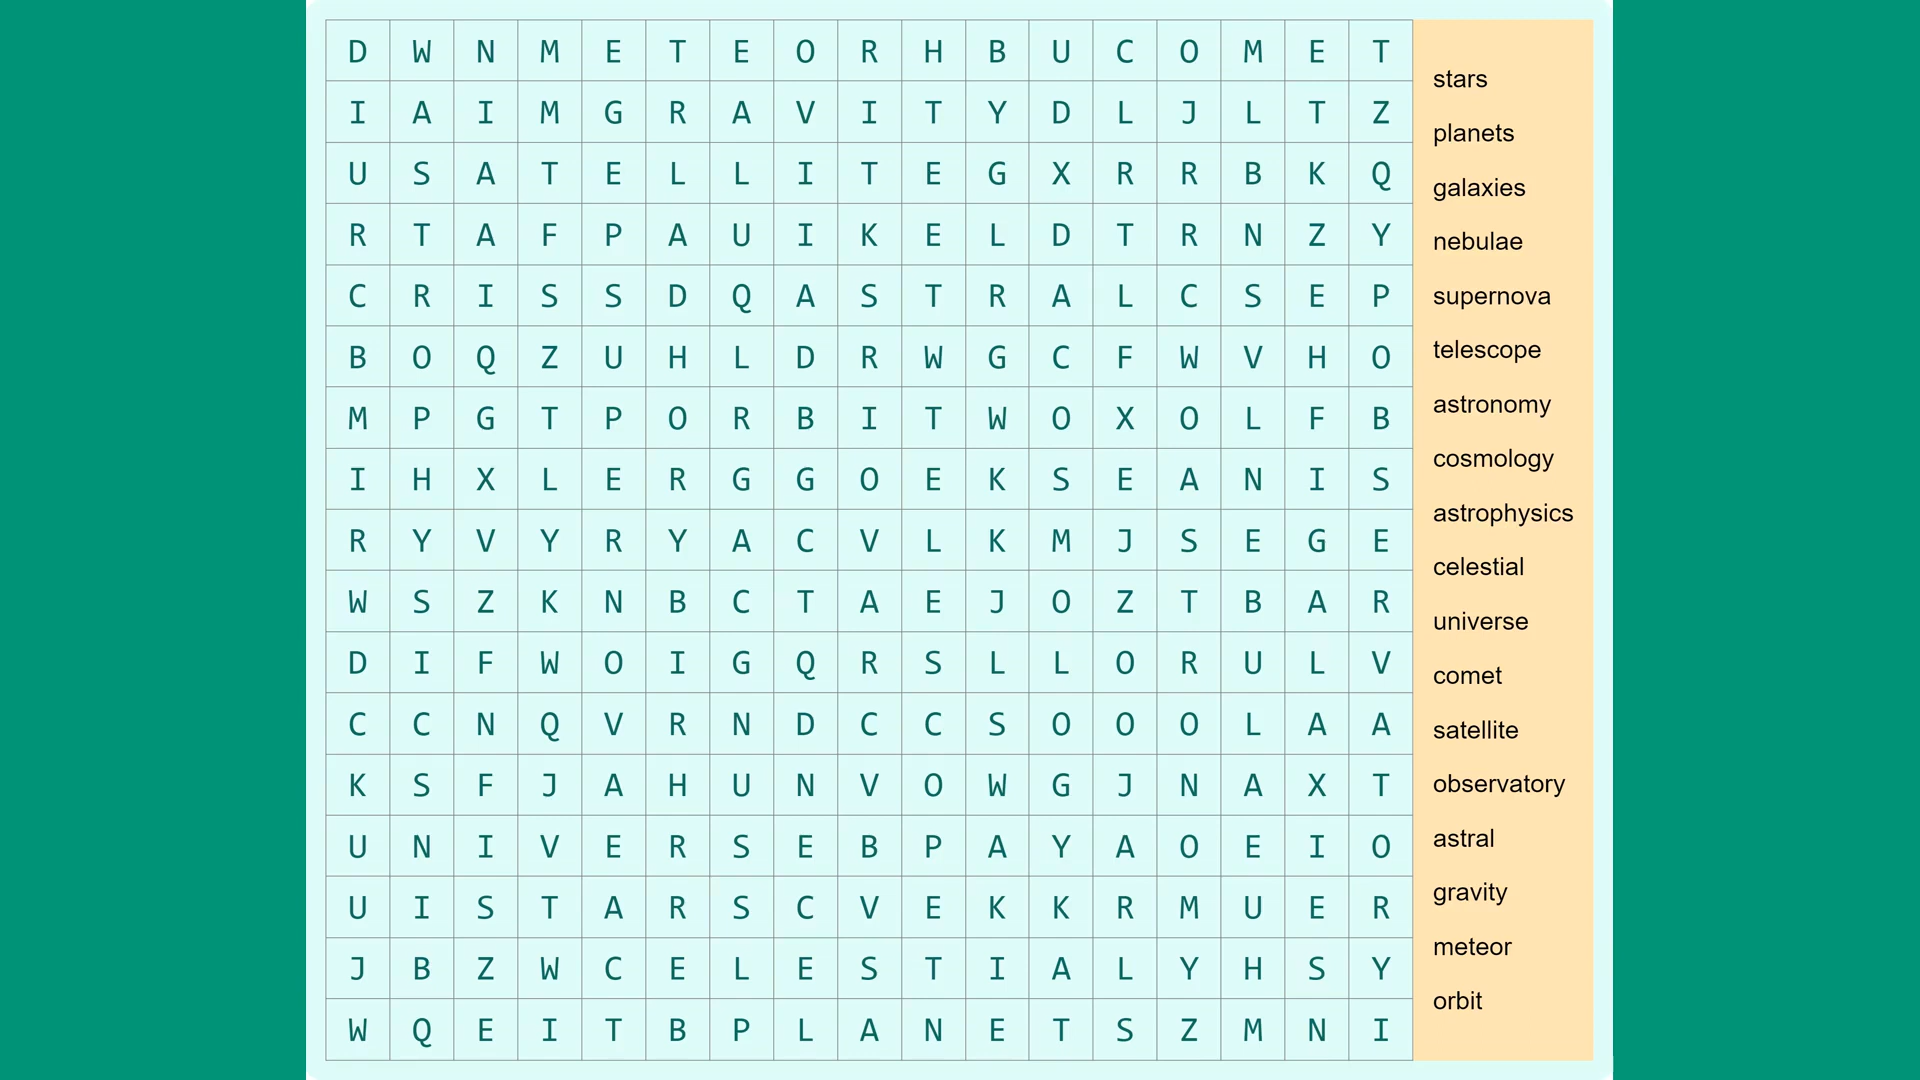 D W N M E T E O R H B U C O M E T
I A I M G R A V I T Y D L J L T Z
U S A T E L L I T E G X R R B K Q
R T A F P A U I K E L D T R N Z Y
C R I S S D Q A S T R A L C S E P
B O Q Z U H L D R W G C F W V H O
M P G T P O R B I T W O X O L F B
I H X L E R G G O E K S E A N I S
R Y V Y R Y A C V L K M J S E G E
W S Z K N B C T A E J O Z T B A R
D I F W O I G Q R S L L O R U L V
C C N Q V R N D C C S O O O L A A
K S F J A H U N V O W G J N A X T
U N I V E R S E B P A Y A O E I O
U I S T A R S C V E K K R M U E R
J B Z W C E L E S T I A L Y H S Y
W Q E I T B P L A N E T S Z M N I
stars
planets
galaxies
nebulae
supernova
telescope
astronomy
cosmology
astrophysics
celestial
universe
comet
satellite
observatory
astral
gravity
meteor
orbit